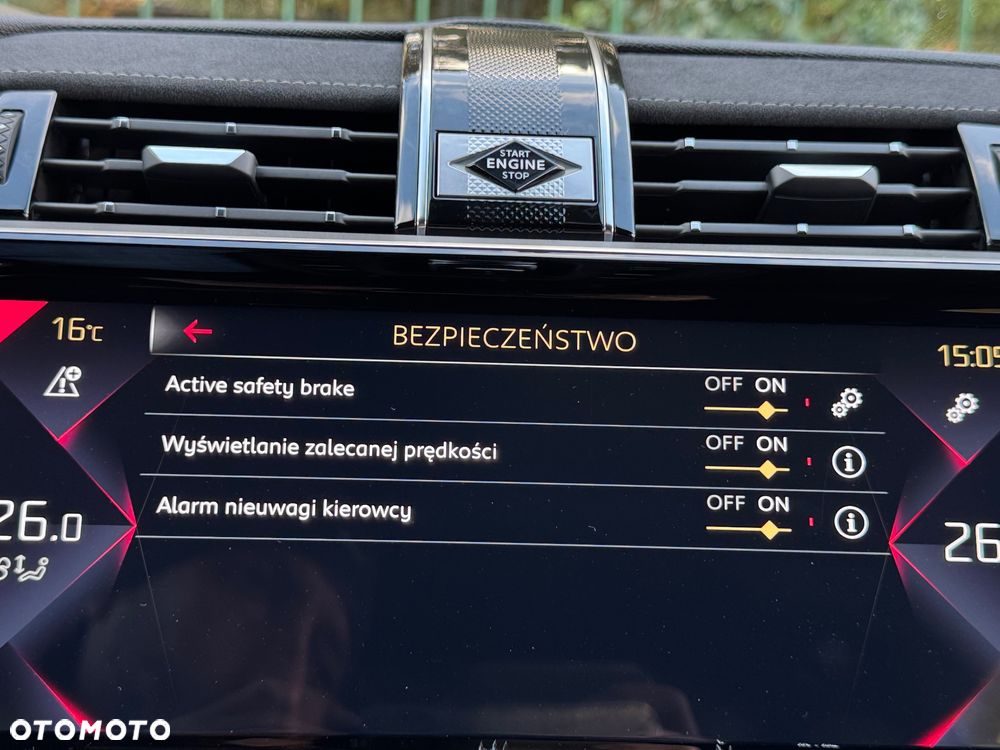 START
ENGINE
STOP
16°C
BEZPIECZEŃSTWO
15:05
Active safety brake
OFF ON
Wyświetlanie zalecanej prędkości
OFF ON
i
Alarm nieuwagi kierowcy
OFF ON
i
26.0
26
OTOMOTO